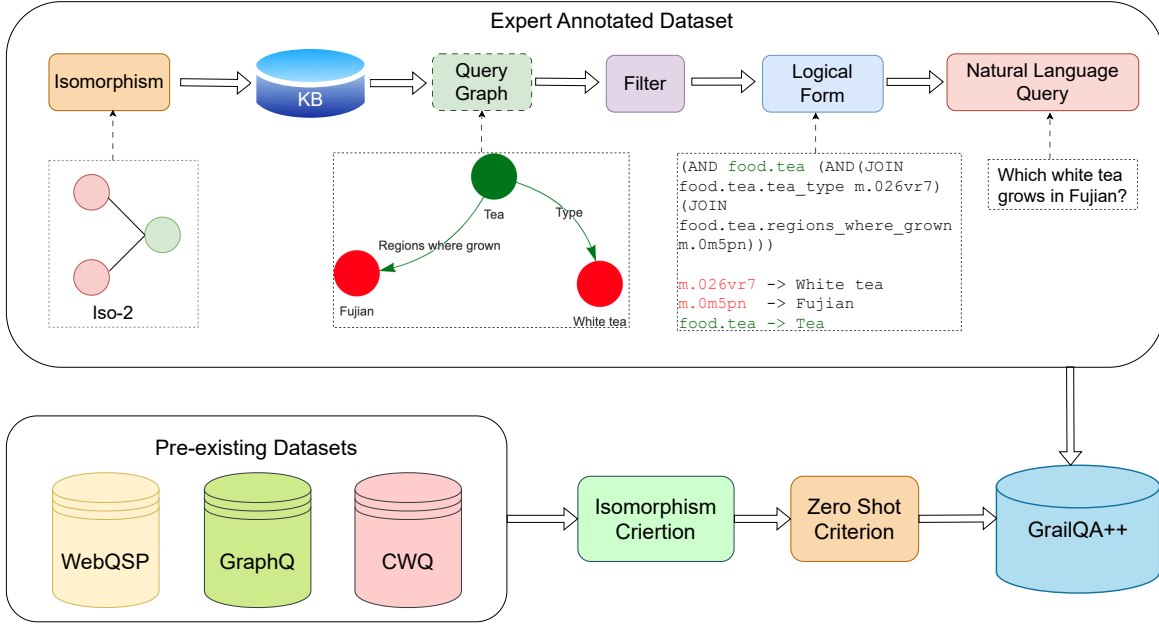 Expert Annotated Dataset
Isomorphism
KB
Query
Graph
Filter
Logical
Form
Natural Language
Query
Iso-2
Tea
Type
Regions where grown
Fujian
White tea
(AND food.tea (AND(JOIN
food.tea.tea_type m.026vr7)
(JOIN
food.tea.regions_where_grown
m.0m5pn)))
m.026vr7 -> White tea
m.0m5pn -> Fujian
food.tea -> Tea
Which white tea
grows in Fujian?
Pre-existing Datasets
WebQSP
GraphQ
CWQ
Isomorphism
Criertion
Zero Shot
Criterion
GrailQA++